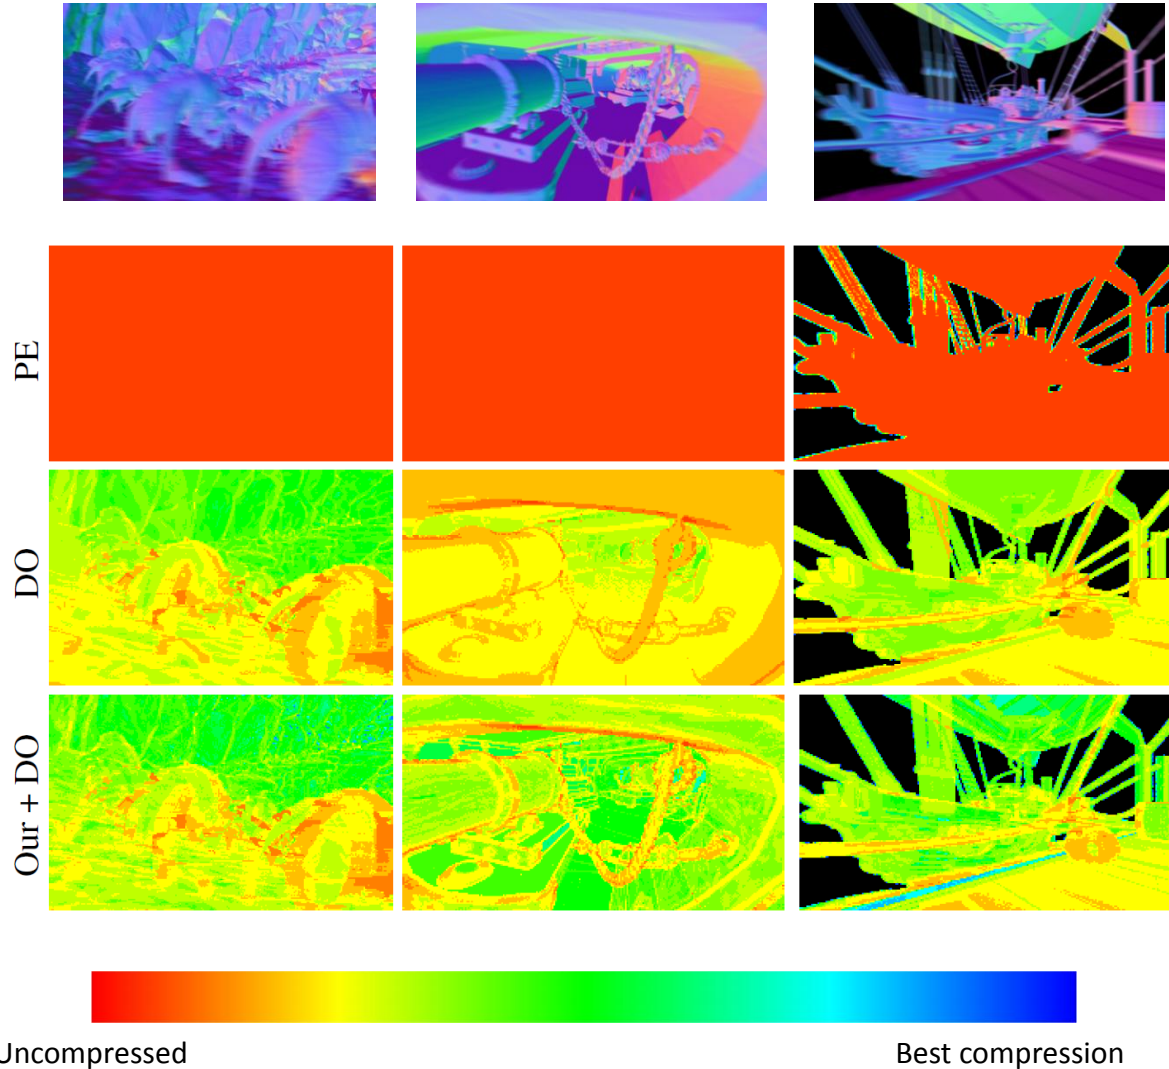 PE
DO
Our + DO
Uncompressed
Best compression